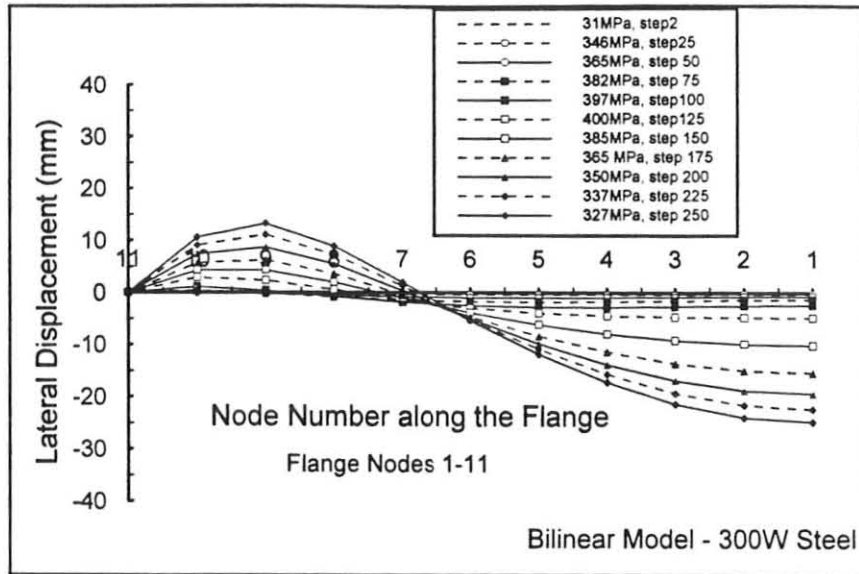 31MPa, step2
346MPa, step25
365MPa, step 50
382MPa, step 75
397MPa, step100
400MPa, step125
385MPa, step 150
365 MPa, step 175
350MPa, step 200
337MPa, step 225
327MPa, step 250
Lateral Displacement (mm)
40
30
20
10
0
-10
-20
-30
-40
11 7 6 5 4 3 2 1
Node Number along the Flange
Flange Nodes 1-11
Bilinear Model - 300W Steel